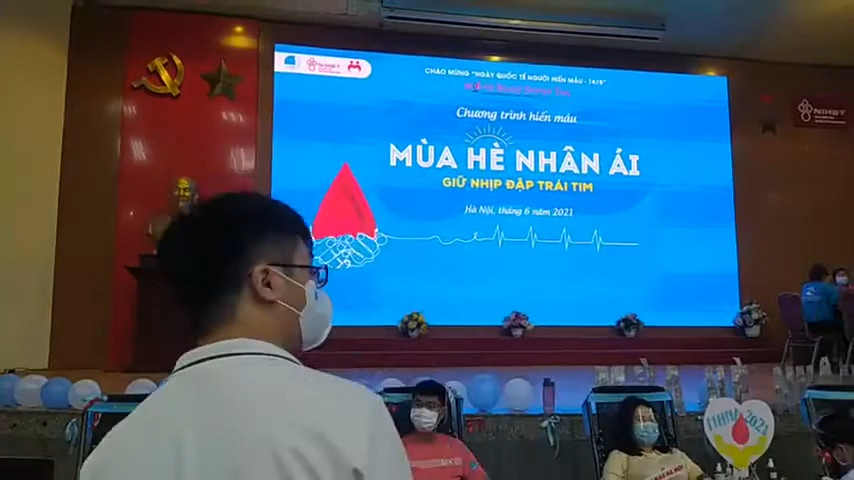 CHÀO MỪNG "NGÀY QUỐC TẾ NGƯỜI HIẾN MÁU - 14/6"
Chương trình hiến máu
MÙA HÈ NHÂN ÁI
GIỮ NHỊP ĐẬP TRÁI TIM
Hà Nội, tháng 6 năm 2021
NIHBT
NIHBT
2021